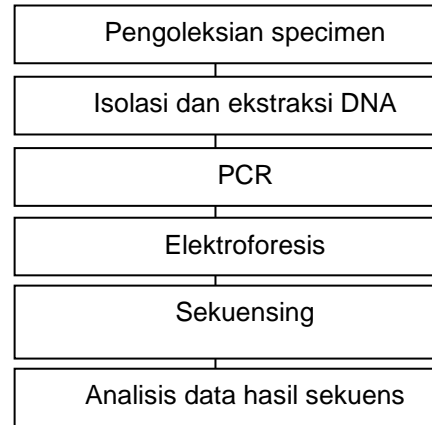 Pengoleksian specimen
Isolasi dan ekstraksi DNA
PCR
Elektroforesis
Sekuensing
Analisis data hasil sekuens